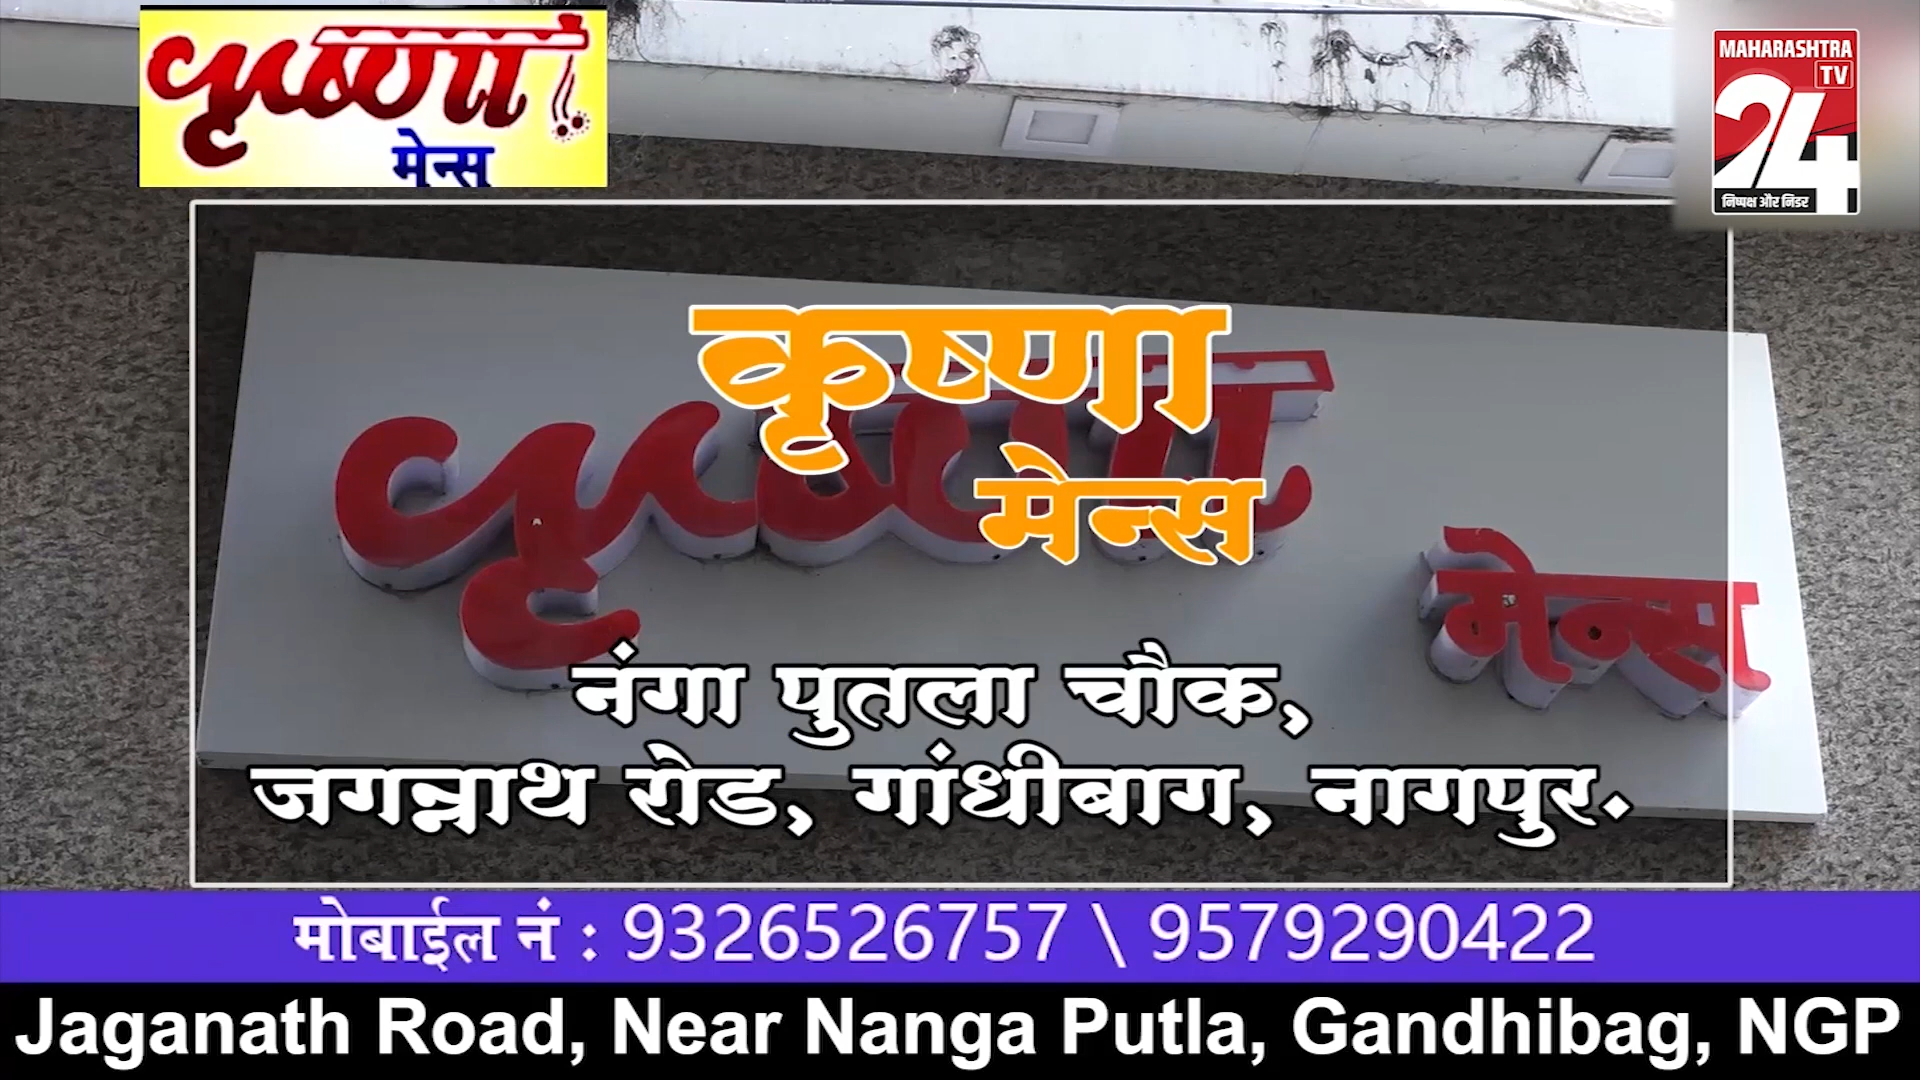 कृष्णा
मेन्स
MAHARASHTRA
TV
24
निष्पक्ष और निडर
कृष्णा
मेन्स
कृष्णा
मेन्स
नंगा पुतला चौक,
जगन्नाथ रोड, गांधीबाग, नागपुर.
मोबाईल नं : 9326526757 \ 9579290422
Jaganath Road, Near Nanga Putla, Gandhibag, NGP